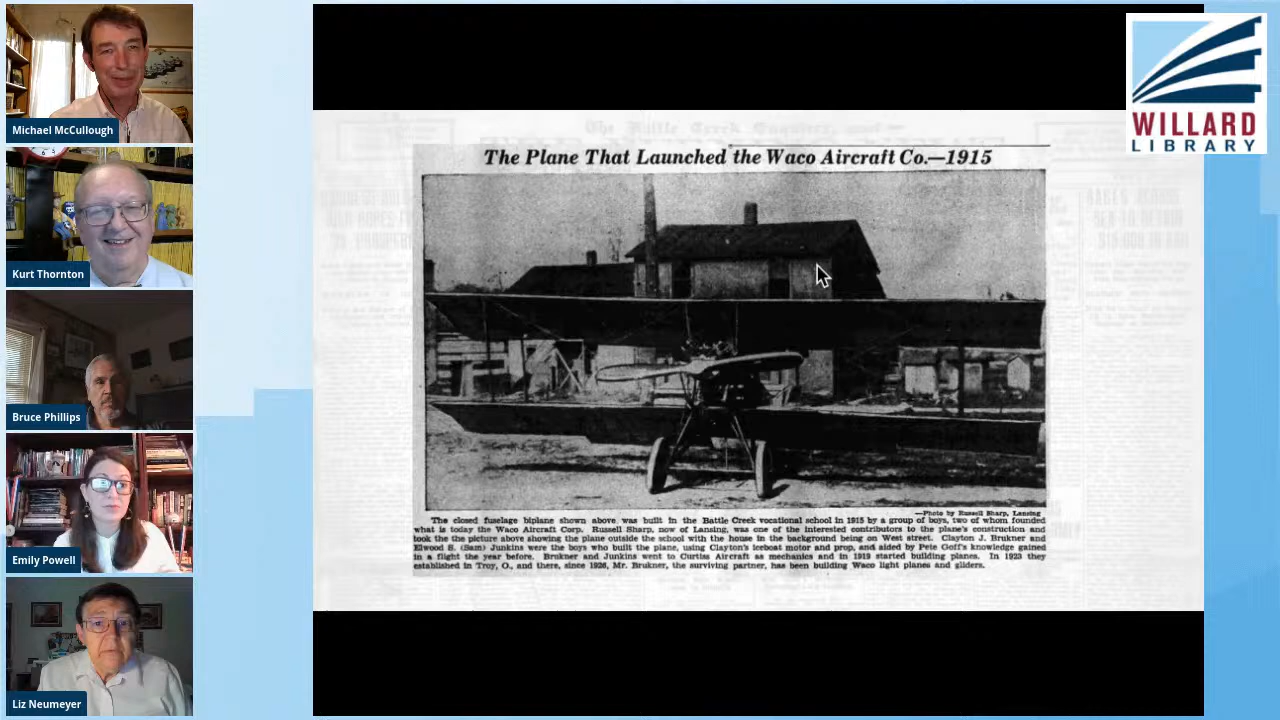 Michael McCullough
Kurt Thornton
Bruce Phillips
Emily Powell
Liz Neumeyer
WILLARD
LIBRARY
The Battle Creek Enquirer, and
The Plane That Launched the Waco Aircraft Co.—1915
—Photo by Russell Sharp, Lansing
The closed fuselage biplane shown above was built in the Battle Creek vocational school in 1915 by a group of boys, two of whom founded
what is today the Waco Aircraft Corp. Russell Sharp, now of Lansing, was one of the interested contributors to the plane's construction and
took the the picture above showing the plane outside the school with the house in the background being on West street. Clayton J. Brukner and
Elwood S. (Sam) Junkins were the boys who built the plane, using Clayton's iceboat motor and prop, and aided by Pete Goff's knowledge gained
in a flight the year before. Brukner and Junkins went to Curtiss Aircraft as mechanics and in 1919 started building planes. In 1923 they
established in Troy, O., and there, since 1926, Mr. Brukner, the surviving partner, has been building Waco light planes and gliders.